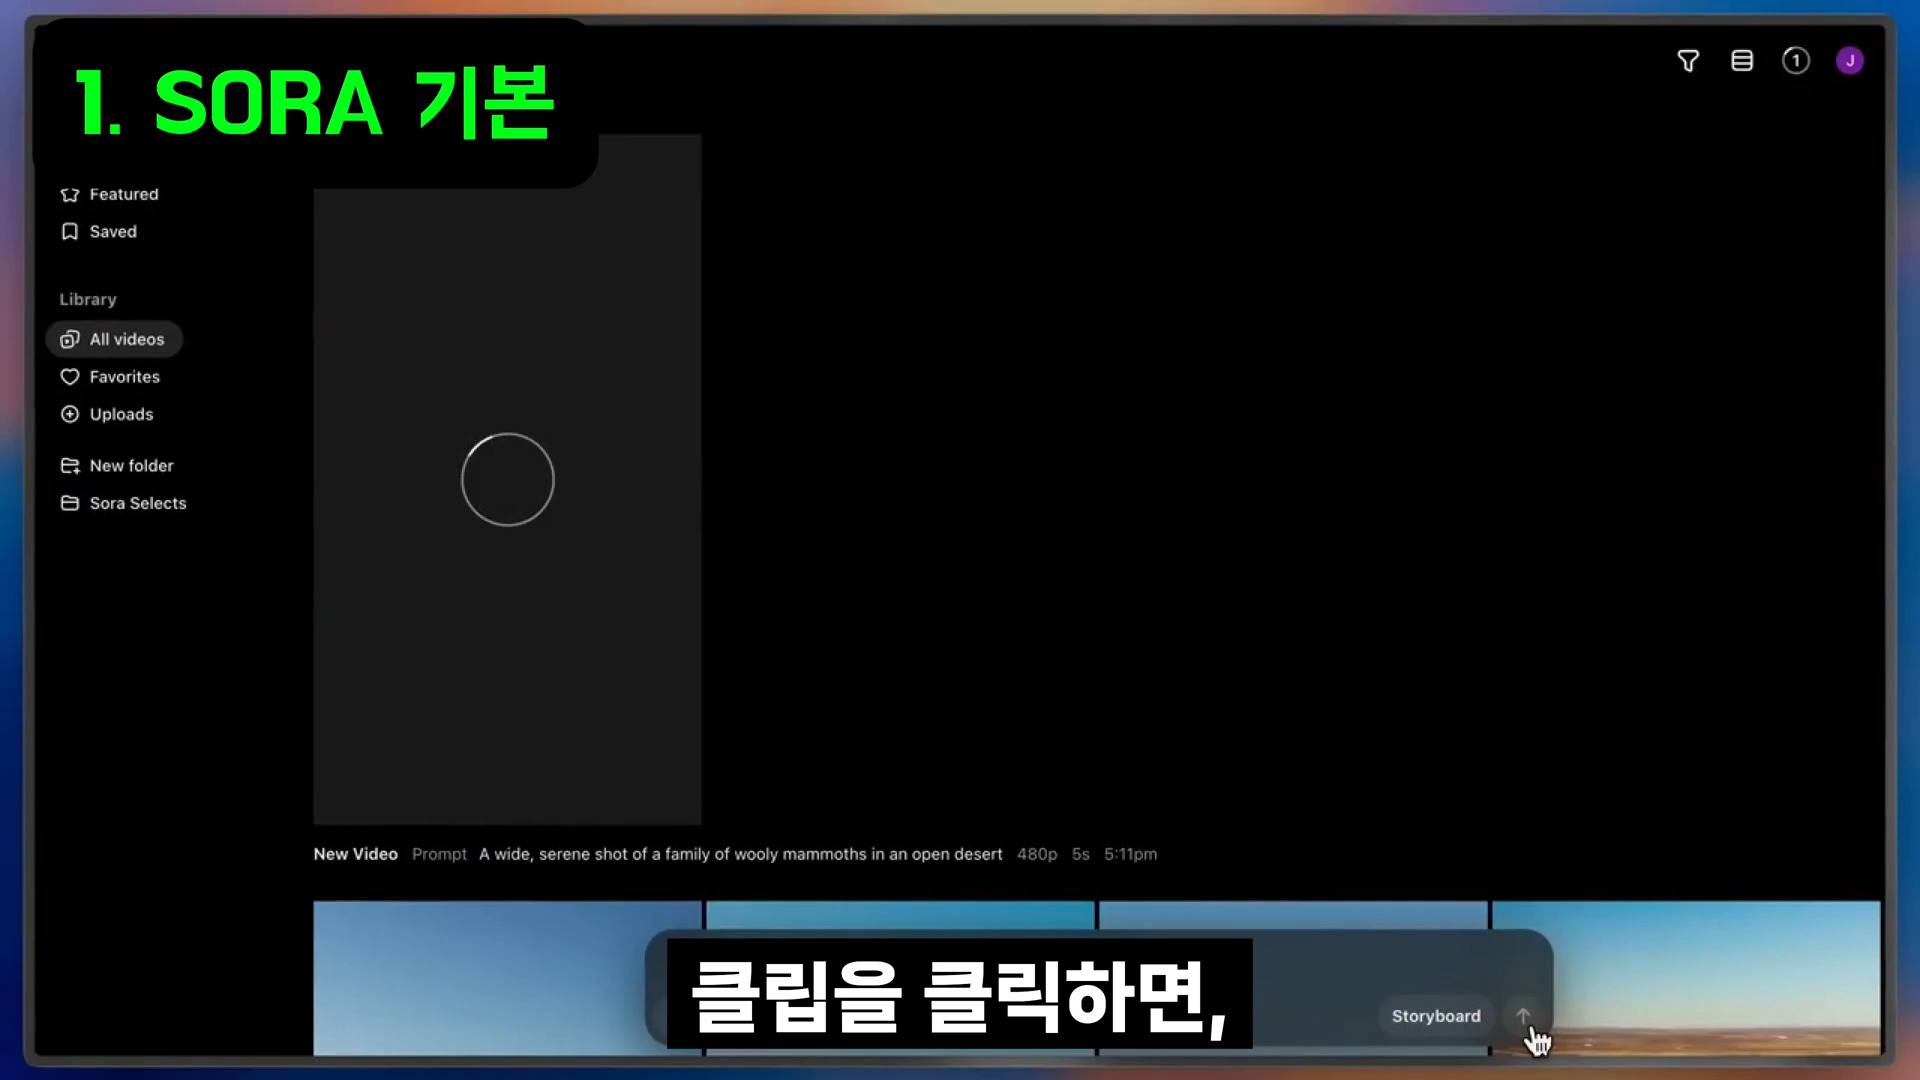 1. SORA 기본
1
J
Featured
Saved
Library
All videos
Favorites
Uploads
New folder
Sora Selects
New Video Prompt A wide, serene shot of a family of wooly mammoths in an open desert 480p 5s 5:11pm
클립을 클릭하면,
Storyboard